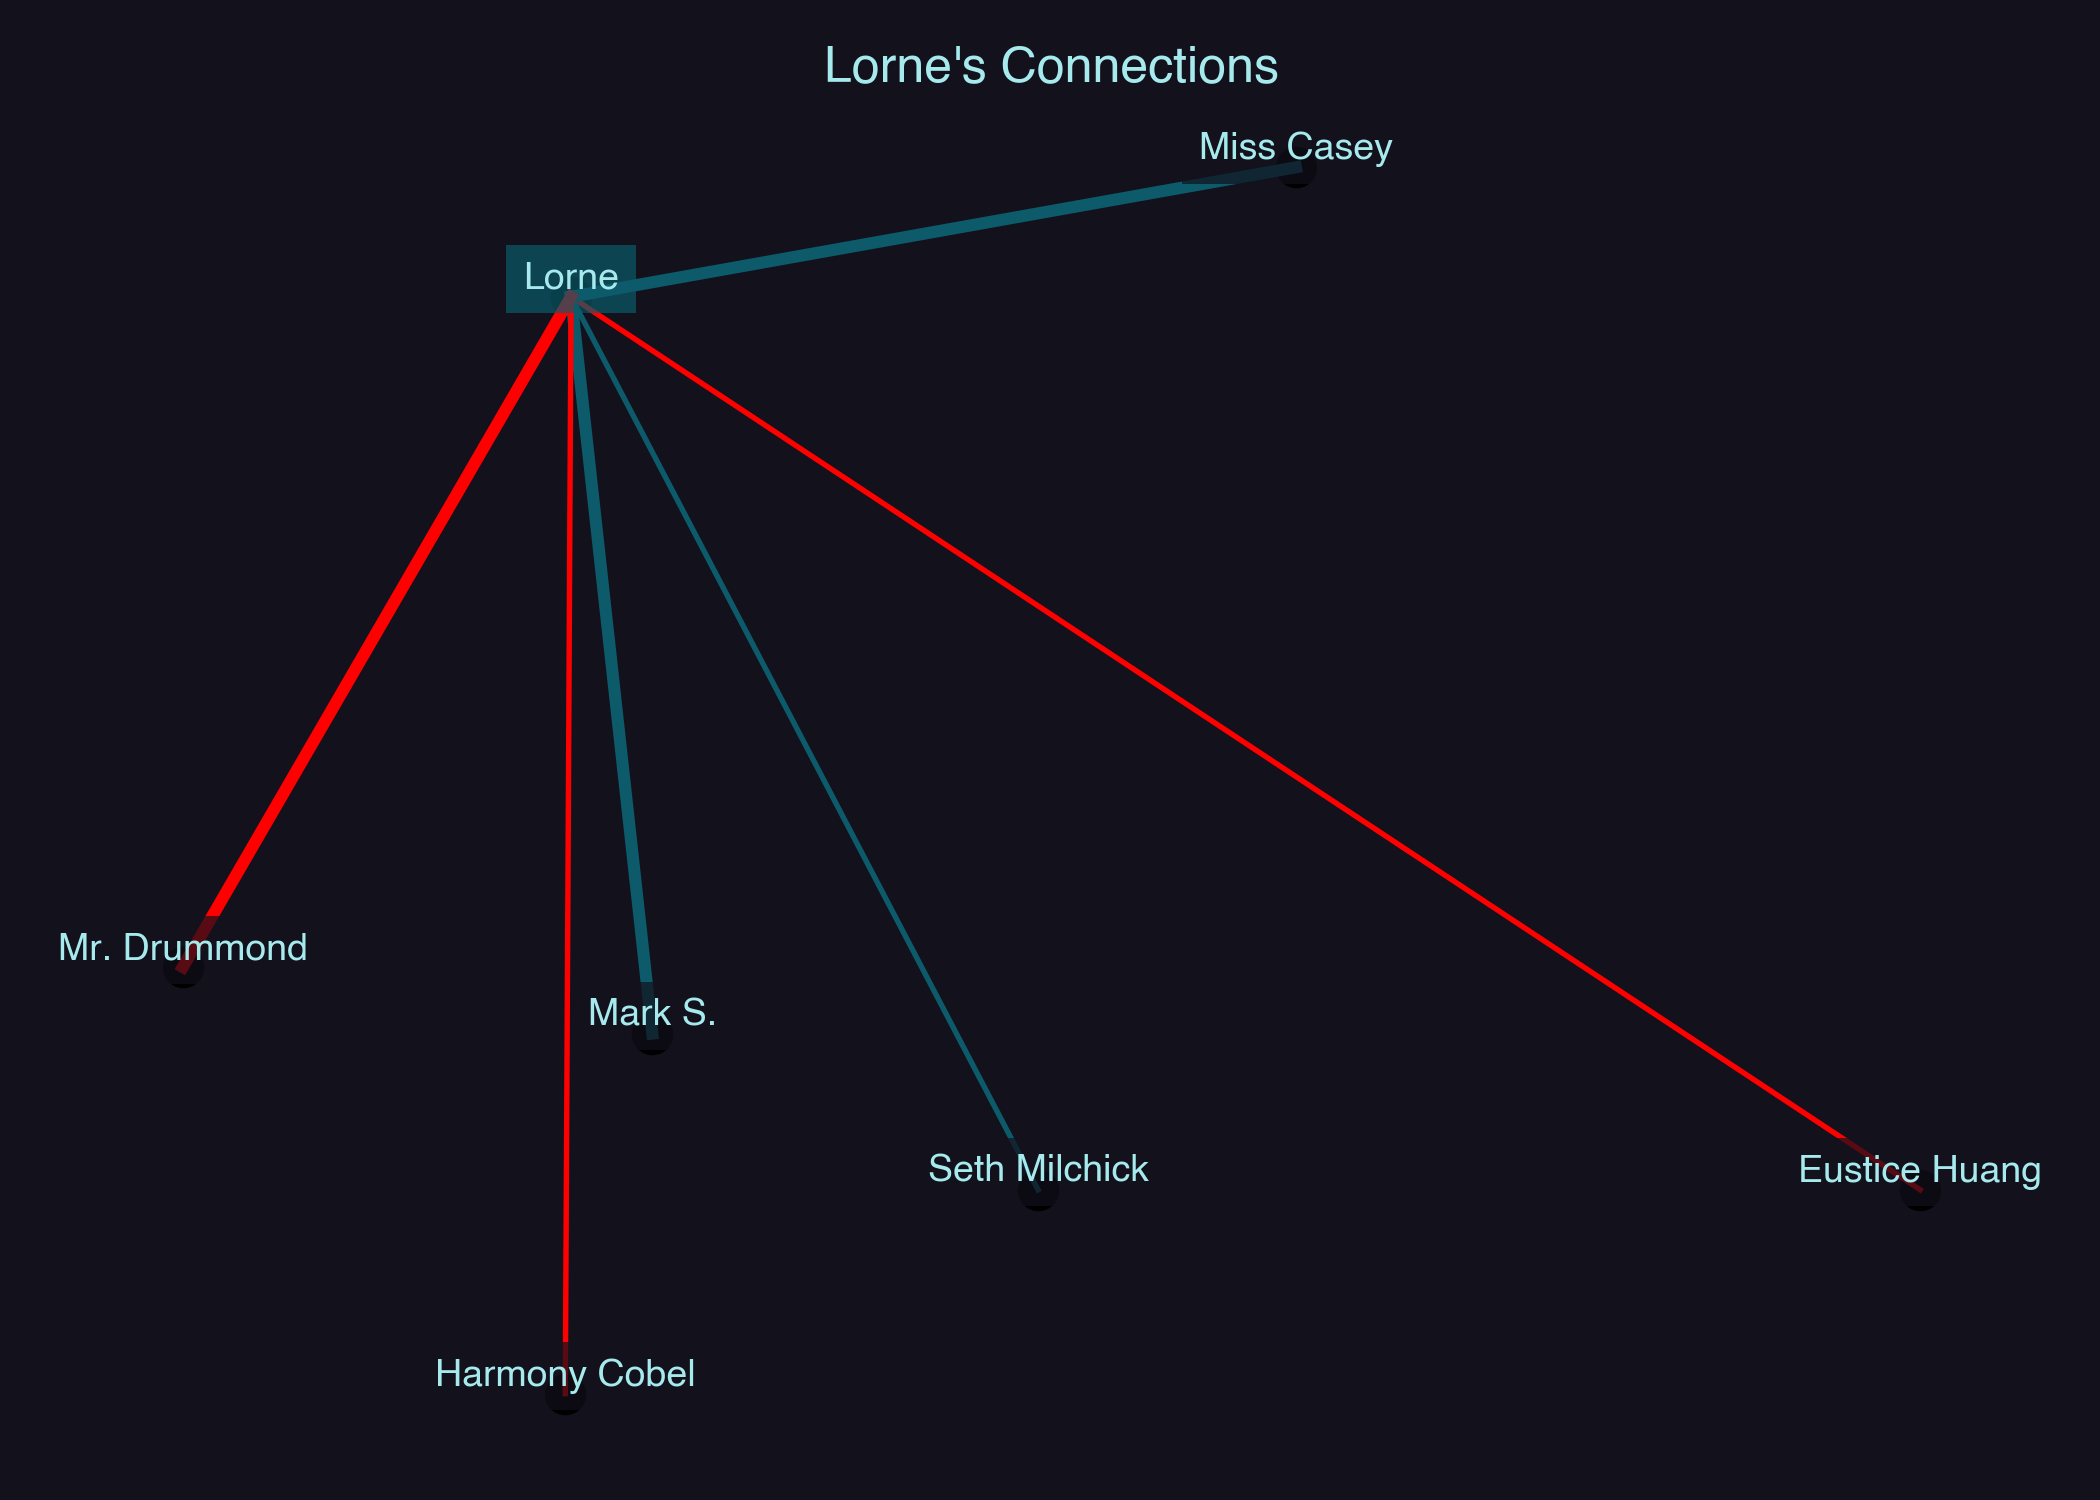 Lorne's Connections
Miss Casey
Lorne
Mr. Drummond
Mark S.
Seth Milchick
Eustice Huang
Harmony Cobel